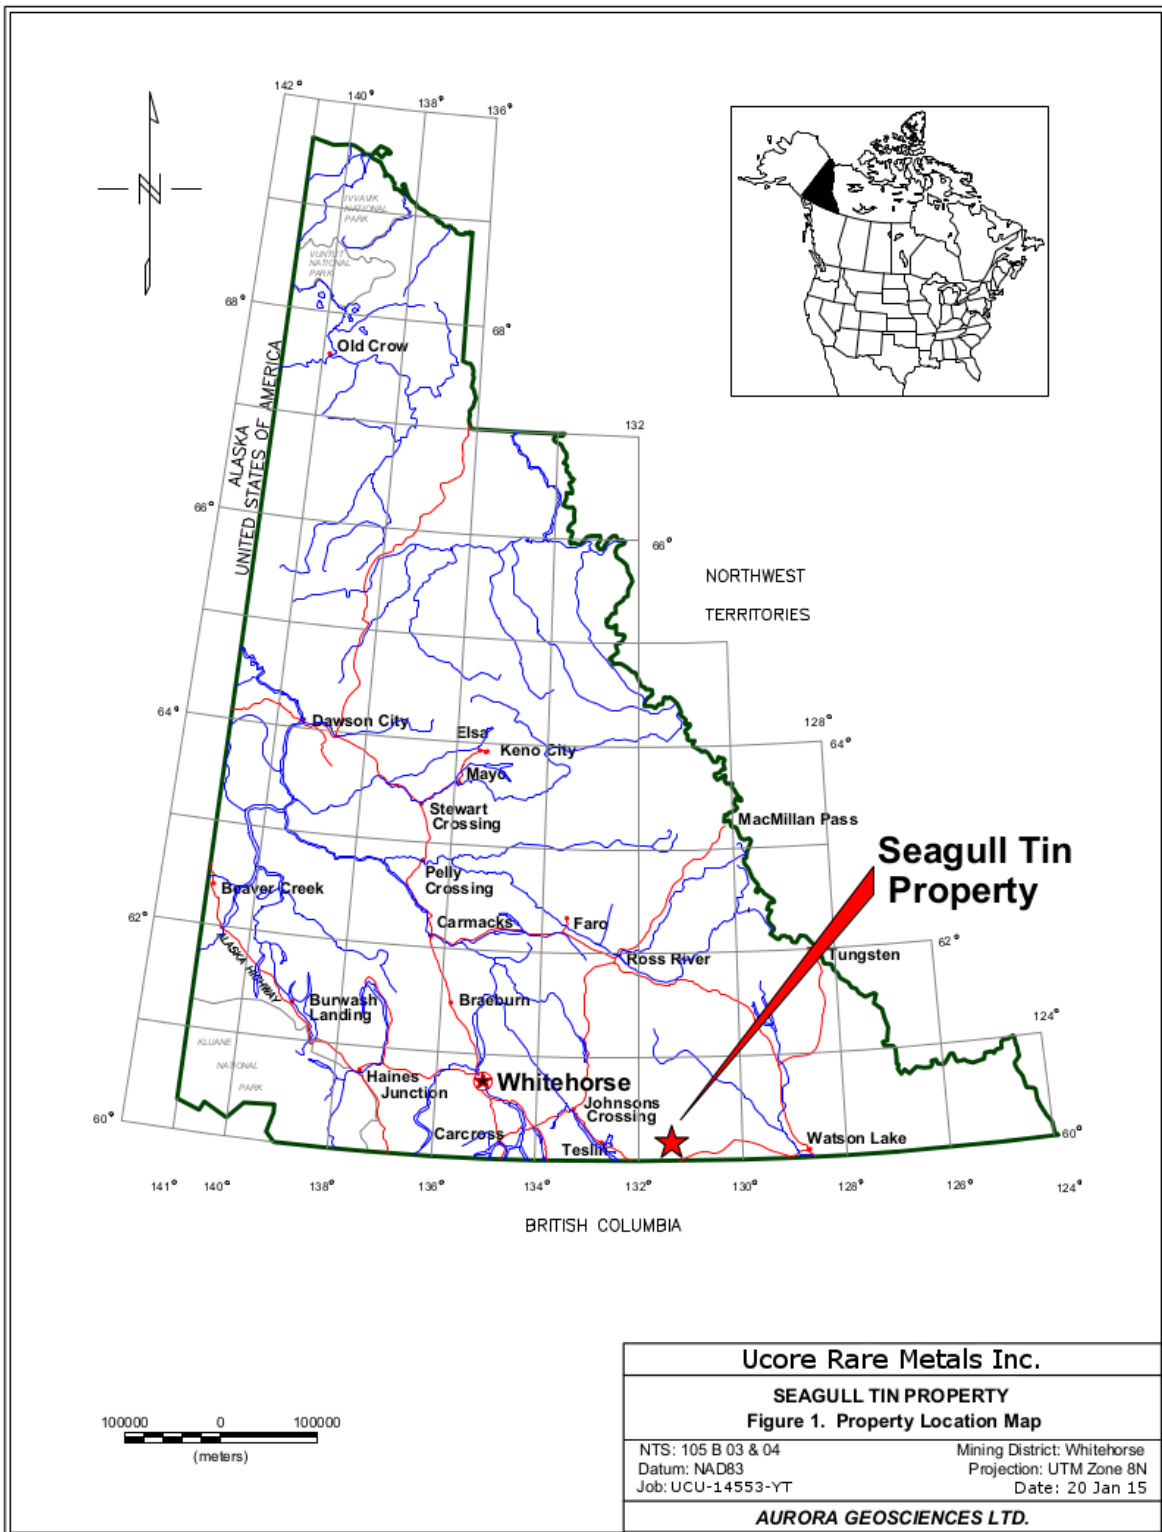 142°
140°
138°
136°
N
IVVAVIK
NATIONAL
PARK
VUNTUT
NATIONAL
PARK
68°
68°
Old Crow
ALASKA
UNITED STATES OF AMERICA
132
66°
66°
NORTHWEST
TERRITORIES
64°
Dawson City
Elsa
Keno City
Mayo
128°
64°
Stewart
Crossing
MacMillan Pass
Seagull Tin
Property
Pelly
Crossing
Beaver Creek
62°
Carmacks
Faro
Ross River
62°
Tungsten
ALASKA HIGHWAY
Burwash
Landing
Braeburn
124°
KLUANE
NATIONAL
PARK
Haines
Junction
Whitehorse
Johnsons
Crossing
60°
Carcross
Teslin
Watson Lake
60°
141°
140°
138°
136°
134°
132°
130°
128°
126°
124°
BRITISH COLUMBIA
100000 0 100000
(meters)
Ucore Rare Metals Inc.
SEAGULL TIN PROPERTY
Figure 1. Property Location Map
NTS: 105 B 03 & 04
Mining District: Whitehorse
Datum: NAD83
Projection: UTM Zone 8N
Job: UCU-14553-YT
Date: 20 Jan 15
AURORA GEOSCIENCES LTD.